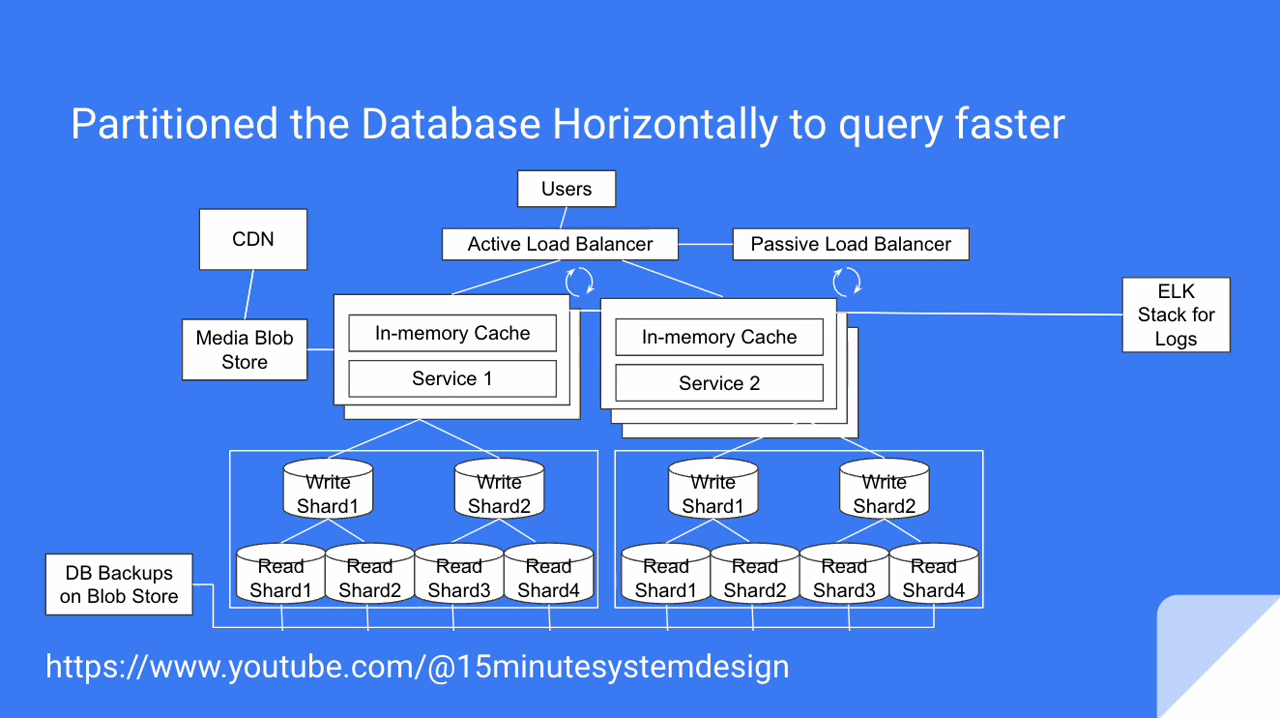 Partitioned the Database Horizontally to query faster
Users
CDN
Active Load Balancer
Passive Load Balancer
ELK
Stack for
Logs
Media Blob
Store
In-memory Cache
Service 1
In-memory Cache
Service 2
Write
Shard1
Write
Shard2
Write
Shard1
Write
Shard2
Read
Shard1
Read
Shard2
Read
Shard3
Read
Shard4
Read
Shard1
Read
Shard2
Read
Shard3
Read
Shard4
DB Backups
on Blob Store
https://www.youtube.com/@15minutesystemdesign